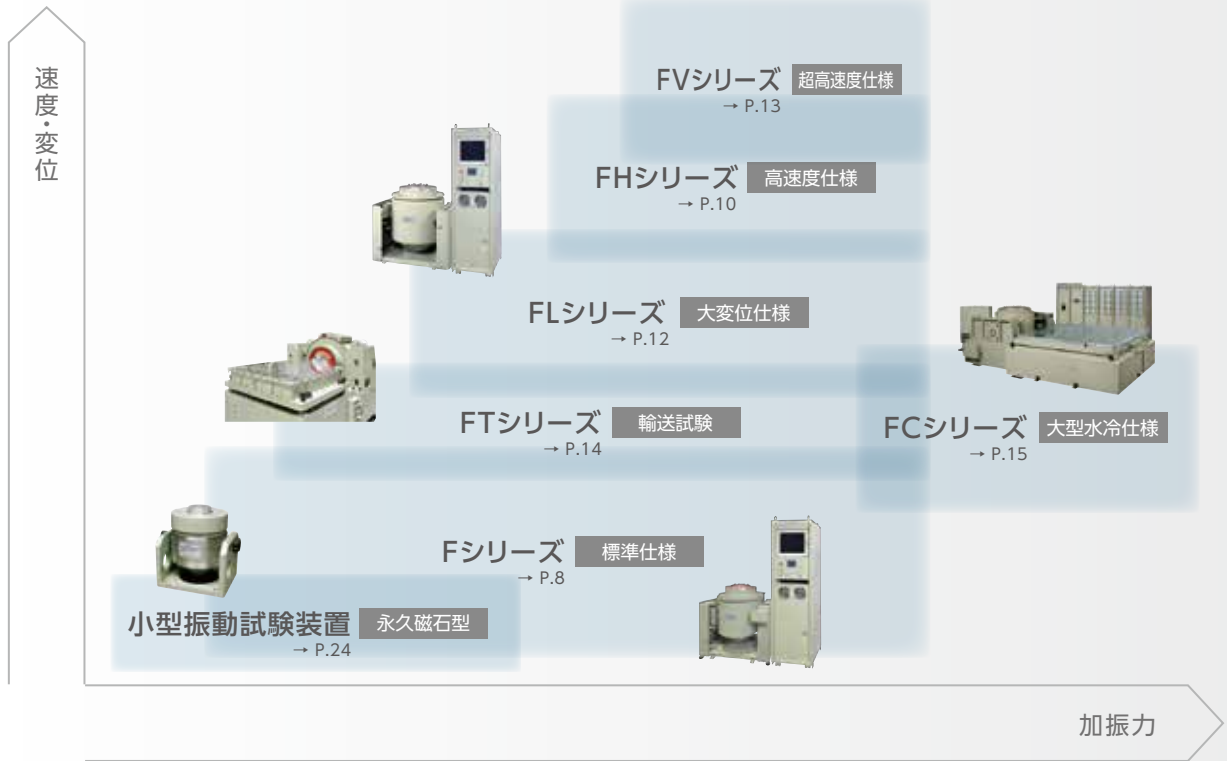 速度・変位
FVシリーズ 超高速度仕様
→ P.13
FHシリーズ 高速度仕様
→ P.10
FLシリーズ 大変位仕様
→ P.12
FTシリーズ 輸送試験
→ P.14
FCシリーズ 大型水冷仕様
→ P.15
Fシリーズ 標準仕様
→ P.8
小型振動試験装置 永久磁石型
→ P.24
加振力